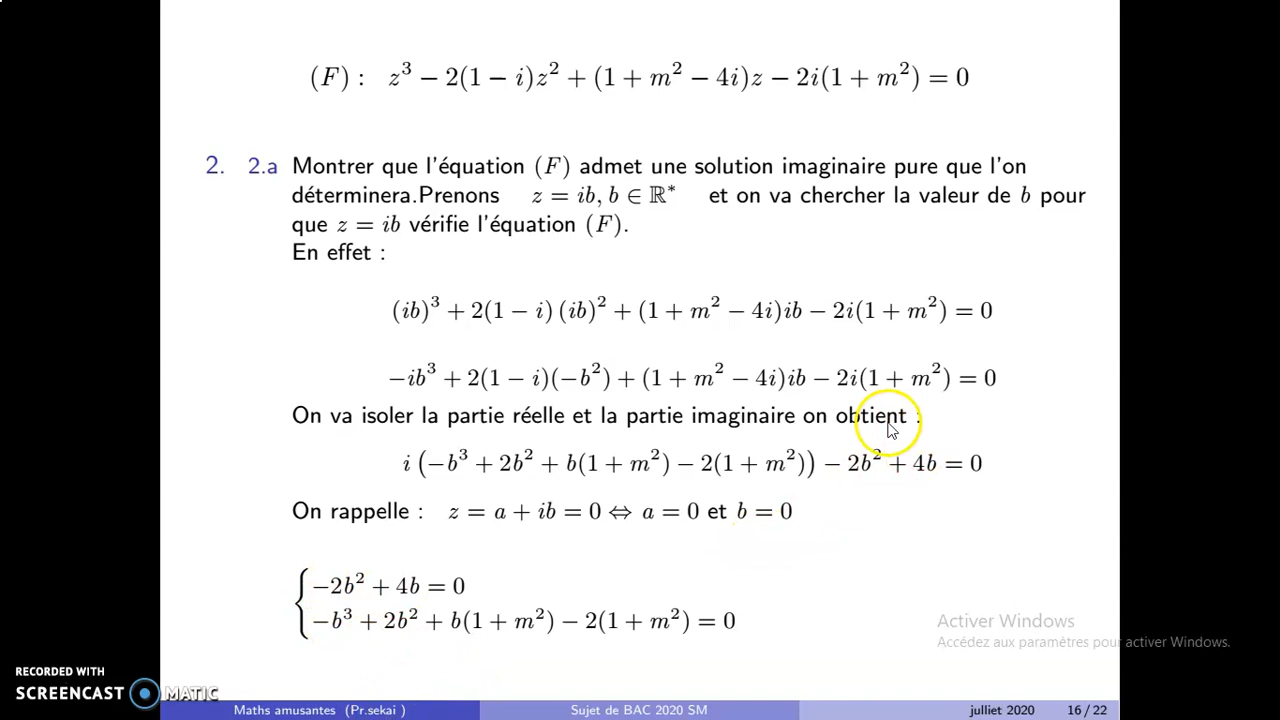 (F) : z³ − 2(1 − i)z² + (1 + m² − 4i)z − 2i(1 + m²) = 0
2. 2.a Montrer que l'équation (F) admet une solution imaginaire pure que l'on
déterminera.Prenons z = ib, b ∈ ℝ* et on va chercher la valeur de b pour
que z = ib vérifie l'équation (F).
En effet :
(ib)³ + 2(1 − i)(ib)² + (1 + m² − 4i)ib − 2i(1 + m²) = 0
−ib³ + 2(1 − i)(−b²) + (1 + m² − 4i)ib − 2i(1 + m²) = 0
On va isoler la partie réelle et la partie imaginaire on obtient :
i(−b³ + 2b² + b(1 + m²) − 2(1 + m²)) − 2b² + 4b = 0
On rappelle : z = a + ib = 0 ⇔ a = 0 et b = 0
{ −2b² + 4b = 0
−b³ + 2b² + b(1 + m²) − 2(1 + m²) = 0
Activer Windows
Accédez aux paramètres pour activer Windows.
RECORDED WITH
SCREENCAST MATIC
Maths amusantes (Pr.sekai ) Sujet de BAC 2020 SM julliet 2020 16 / 22